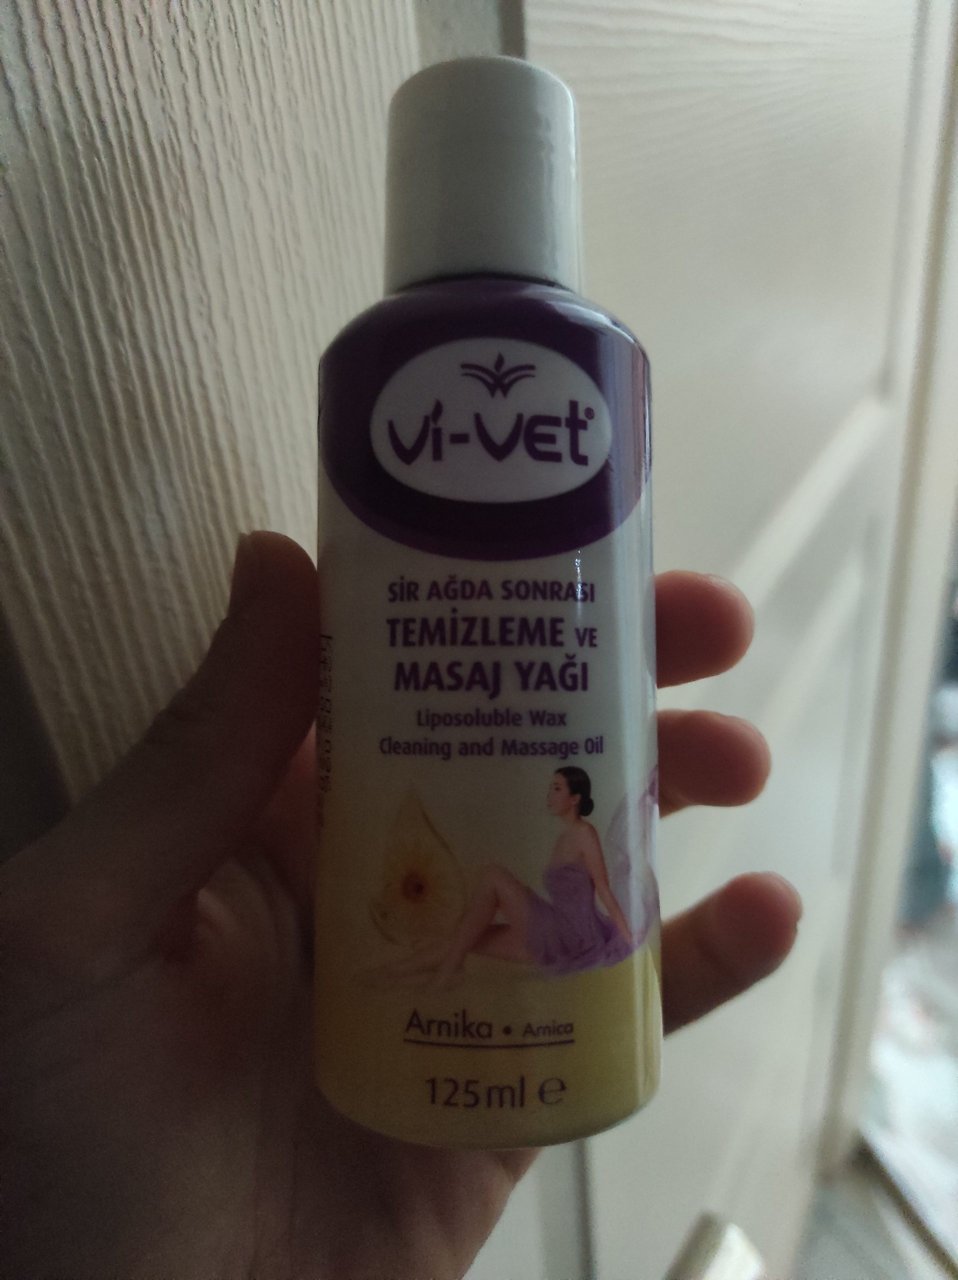 Vi-VEt®
SİR AĞDA SONRASI
TEMİZLEME VE
MASAJ YAĞI
Liposoluble Wax
Cleaning and Massage Oil
Arnika • Arnica
125ml ℮